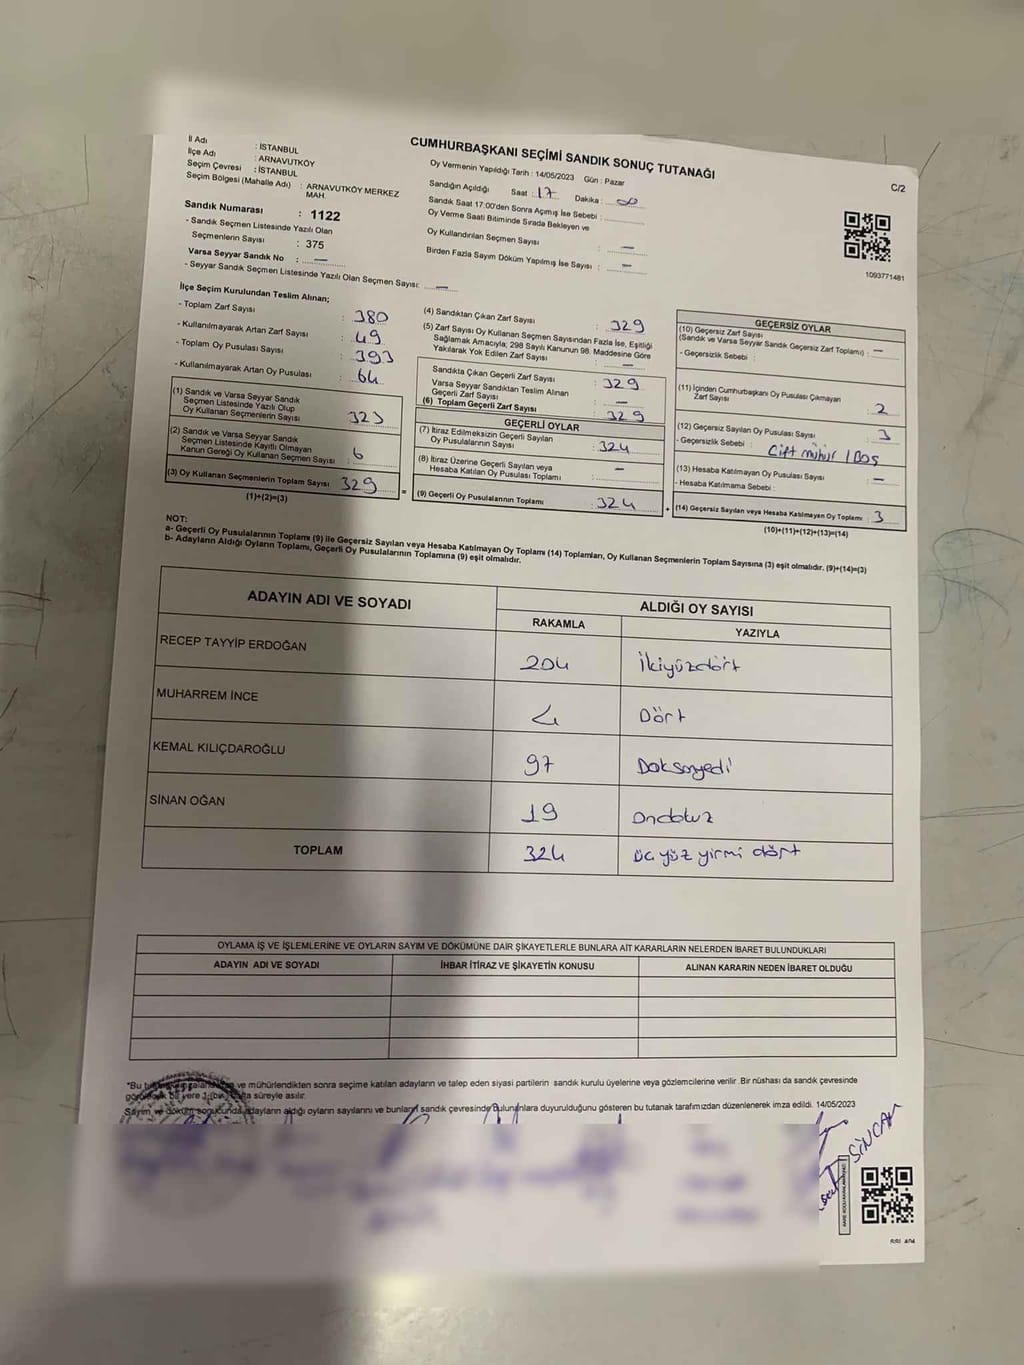 CUMHURBAŞKANI SEÇİMİ SANDIK SONUÇ TUTANAĞI
C/2
İl Adı : İSTANBUL
İlçe Adı : ARNAVUTKÖY
Seçim Çevresi : İSTANBUL
Seçim Bölgesi (Mahalle Adı) : ARNAVUTKÖY MERKEZ MAH.
Sandık Numarası : 1122
- Sandık Seçmen Listesinde Yazılı Olan
Seçmenlerin Sayısı : 375
Varsa Seyyar Sandık No : —
- Seyyar Sandık Seçmen Listesinde Yazılı Olan Seçmen Sayısı: —
Oy Vermenin Yapıldığı Tarih : 14/05/2023 Gün : Pazar
Sandığın Açıldığı Saat : 17 Dakika :
Sandık Saat 17:00'den Sonra Açımış İse Sebebi :
Oy Verme Saati Bitiminde Sırada Bekleyen ve
Oy Kullandırılan Seçmen Sayısı : —
Birden Fazla Sayım Döküm Yapılmış İse Sayısı : —
1093771481
İlçe Seçim Kurulundan Teslim Alınan;
- Toplam Zarf Sayısı : 380
- Kullanılmayarak Artan Zarf Sayısı : 49
- Toplam Oy Pusulası Sayısı : 393
- Kullanılmayarak Artan Oy Pusulası : 64
(1) Sandık ve Varsa Seyyar Sandık
Seçmen Listesinde Yazılı Olup
Oy Kullanan Seçmenlerin Sayısı : 323
(2) Sandık ve Varsa Seyyar Sandık
Seçmen Listesinde Kayıtlı Olmayan
Kanun Gereği Oy Kullanan Seçmen Sayısı : 6
(3) Oy Kullanan Seçmenlerin Toplam Sayısı : 329
(1)+(2)=(3)
(4) Sandıktan Çıkan Zarf Sayısı : 329
(5) Zarf Sayısı Oy Kullanan Seçmen Sayısından Fazla İse, Eşitliği
Sağlamak Amacıyla; 298 Sayılı Kanunun 98. Maddesine Göre
Yakılarak Yok Edilen Zarf Sayısı : —
Sandıkta Çıkan Geçerli Zarf Sayısı : 329
Varsa Seyyar Sandıktan Teslim Alınan
Geçerli Zarf Sayısı : —
(6) Toplam Geçerli Zarf Sayısı : 329
GEÇERLİ OYLAR
(7) İtiraz Edilmeksizin Geçerli Sayılan
Oy Pusulalarının Sayısı : 324
(8) İtiraz Üzerine Geçerli Sayılan veya
Hesaba Katılan Oy Pusulası Toplamı : —
=
(9) Geçerli Oy Pusulalarının Toplamı : 324
+
GEÇERSİZ OYLAR
(10) Geçersiz Zarf Sayısı
(Sandık ve Varsa Seyyar Sandık Geçersiz Zarf Toplamı) : —
- Geçersizlik Sebebi :
(11) İçinden Cumhurbaşkanı Oy Pusulası Çıkmayan
Zarf Sayısı : 2
(12) Geçersiz Sayılan Oy Pusulası Sayısı : 3
- Geçersizlik Sebebi : Çift mühür / Boş
(13) Hesaba Katılmayan Oy Pusulası Sayısı : —
- Hesaba Katılmama Sebebi :
(14) Geçersiz Sayılan veya Hesaba Katılmayan Oy Toplamı : 3
(10)+(11)+(12)+(13)=(14)
NOT:
a- Geçerli Oy Pusulalarının Toplamı (9) ile Geçersiz Sayılan veya Hesaba Katılmayan Oy Toplamı (14) Toplamları, Oy Kullanan Seçmenlerin Toplam Sayısına (3) eşit olmalıdır. (9)+(14)=(3)
b- Adayların Aldığı Oyların Toplamı, Geçerli Oy Pusulalarının Toplamına (9) eşit olmalıdır.
ADAYIN ADI VE SOYADI ALDIĞI OY SAYISI
RAKAMLA YAZIYLA
RECEP TAYYİP ERDOĞAN 204 İkiyüzdört
MUHARREM İNCE 4 Dört
KEMAL KILIÇDAROĞLU 97 Doksanyedi
SİNAN OĞAN 19 Ondokuz
TOPLAM 324 üçyüz yirmi dört
OYLAMA İŞ VE İŞLEMLERİNE VE OYLARIN SAYIM VE DÖKÜMÜNE DAİR ŞİKAYETLERLE BUNLARA AİT KARARLARIN NELERDEN İBARET BULUNDUKLARI
ADAYIN ADI VE SOYADI İHBAR İTİRAZ VE ŞİKAYETİN KONUSU ALINAN KARARIN NEDEN İBARET OLDUĞU
*Bu ve mühürlendikten sonra seçime katılan adayların ve talep eden siyasi partilerin sandık kurulu üyelerine veya gözlemcilerine verilir. Bir nüshası da sandık çevresinde
bir yere 1 (bir) hafta süreyle asılır.
Sayım ve döküm sonucunda adayların aldığı oyların sayılarını ve bunların sandık çevresinde bulunanlara duyurulduğunu gösteren bu tutanak tarafımızdan düzenlenerek imza edildi. 14/05/2023
SİNCAN